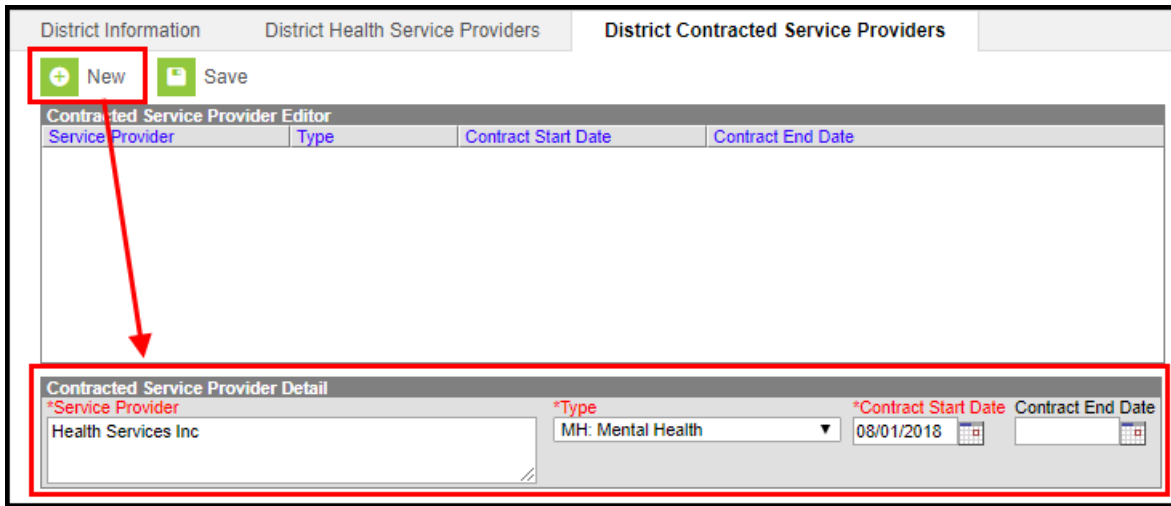 District Information District Health Service Providers District Contracted Service Providers
New Save
Contracted Service Provider Editor
Service Provider Type Contract Start Date Contract End Date
Contracted Service Provider Detail
*Service Provider *Type *Contract Start Date Contract End Date
Health Services Inc MH: Mental Health 08/01/2018